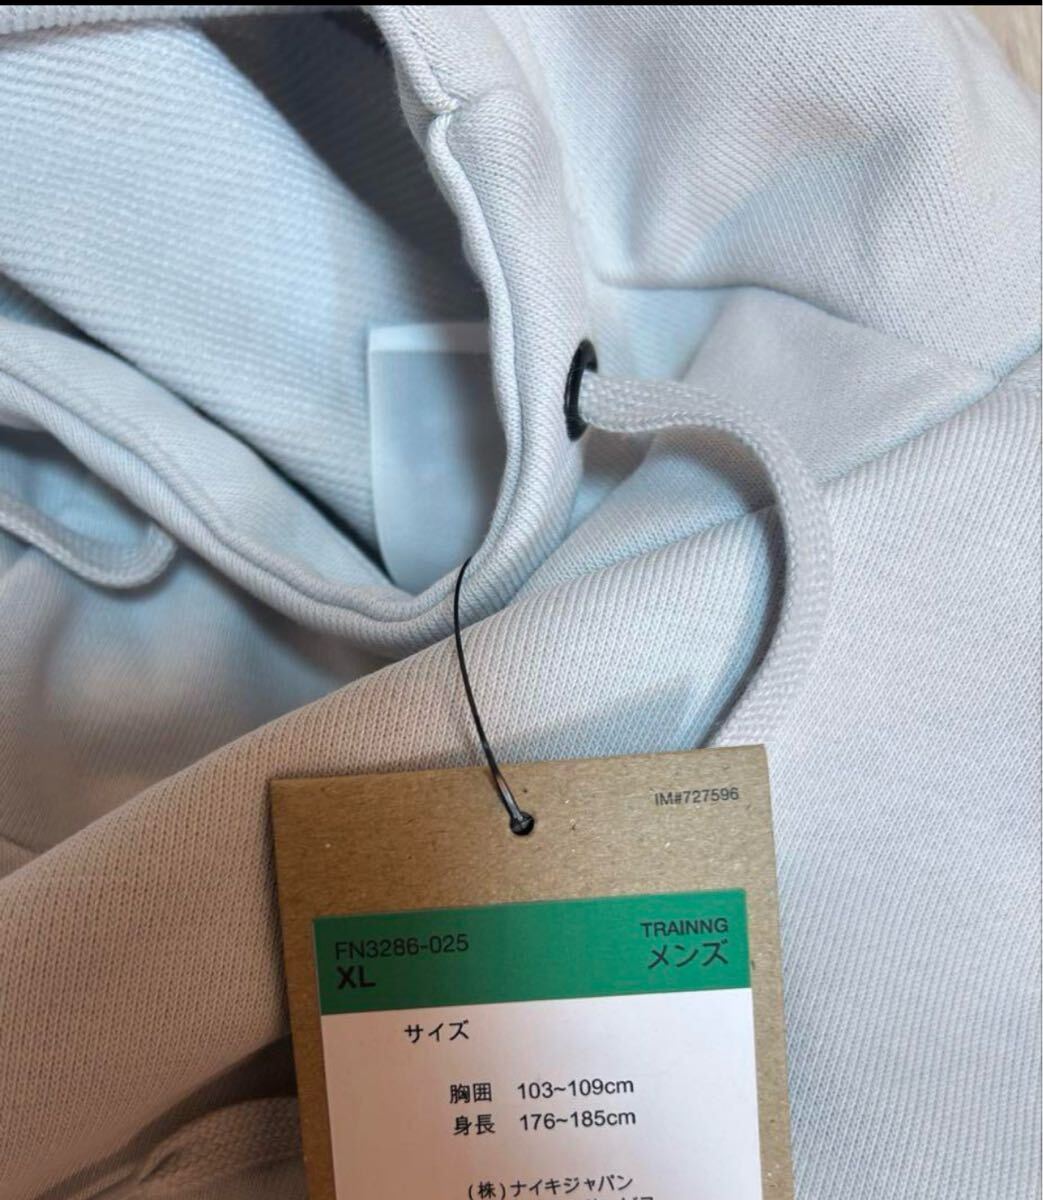 IM#727596
FN3286-025
TRAINNG
XL
メンズ
サイズ
胸囲 103~109cm
身長 176~185cm
(株)ナイキジャパン